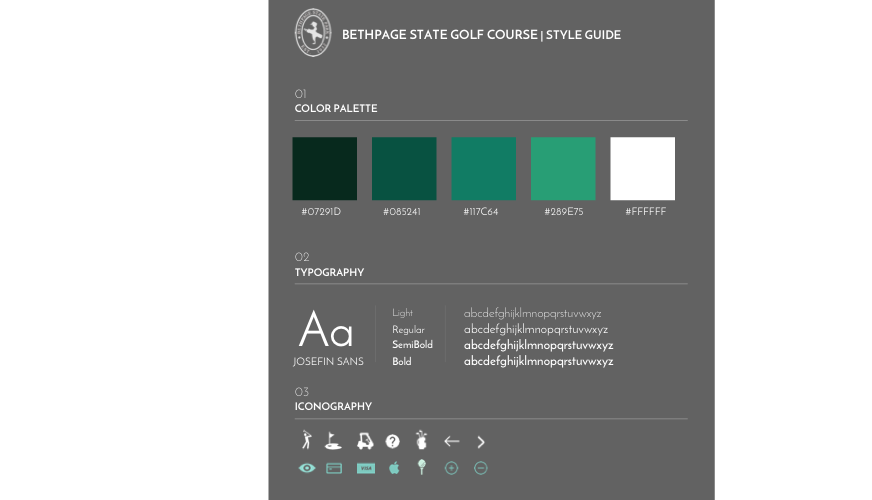 BETHPAGE STATE GOLF COURSE | STYLE GUIDE
01
COLOR PALETTE
#07291D #085241 #117C64 #289E75 #FFFFFF
02
TYPOGRAPHY
Aa
JOSEFIN SANS
Light abcdefghijklmnopqrstuvwxyz
Regular abcdefghijklmnopqrstuvwxyz
SemiBold abcdefghijklmnopqrstuvwxyz
Bold abcdefghijklmnopqrstuvwxyz
03
ICONOGRAPHY
?
VISA